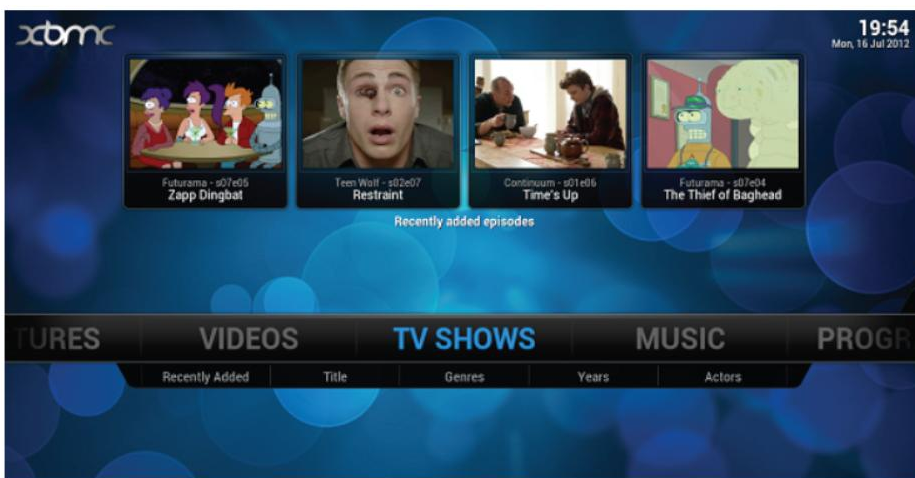 xbmc
19:54
Mon, 16 Jul 2012
Futurama - s07e05
Zapp Dingbat
Teen Wolf - s02e07
Restraint
Continuum - s01e06
Time's Up
Futurama - s07e04
The Thief of Baghead
Recently added episodes
TURES VIDEOS TV SHOWS MUSIC PROGR
Recently Added Title Genres Years Actors